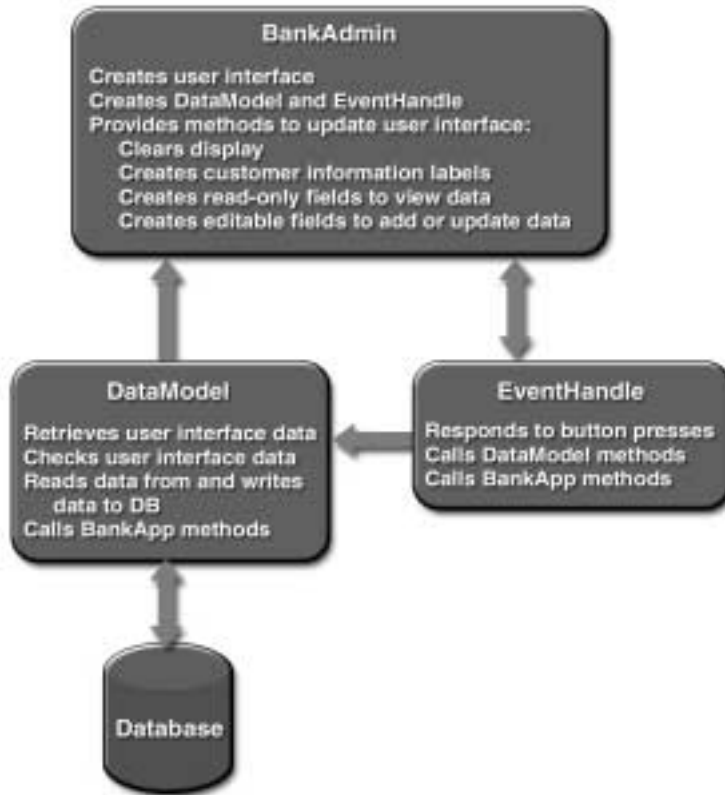 BankAdmin
Creates user interface
Creates DataModel and EventHandle
Provides methods to update user interface:
Clears display
Creates customer information labels
Creates read-only fields to view data
Creates editable fields to add or update data
DataModel
Retrieves user interface data
Checks user interface data
Reads data from and writes
data to DB
Calls BankApp methods
EventHandle
Responds to button presses
Calls DataModel methods
Calls BankApp methods
Database